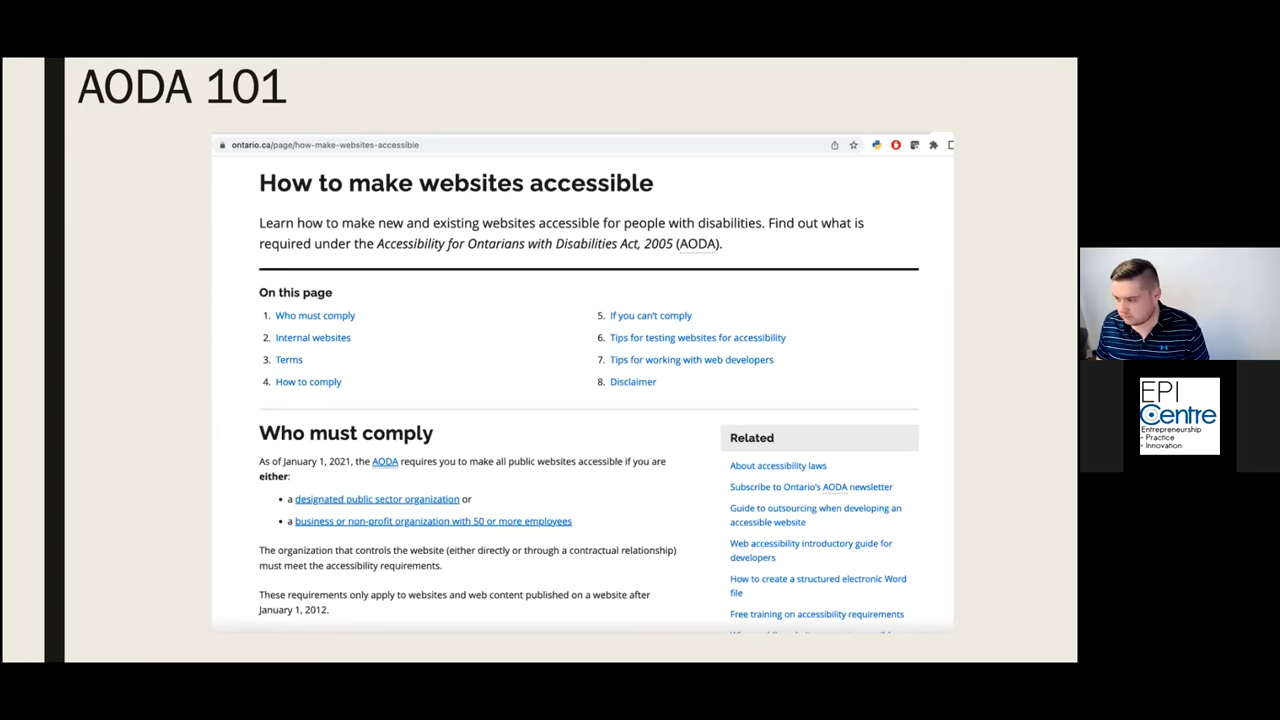 AODA 101
ontario.ca/page/how-make-websites-accessible
How to make websites accessible
Learn how to make new and existing websites accessible for people with disabilities. Find out what is
required under the Accessibility for Ontarians with Disabilities Act, 2005 (AODA).
On this page
1. Who must comply
2. Internal websites
3. Terms
4. How to comply
5. If you can't comply
6. Tips for testing websites for accessibility
7. Tips for working with web developers
8. Disclaimer
Who must comply
As of January 1, 2021, the AODA requires you to make all public websites accessible if you are
either:
• a designated public sector organization or
• a business or non-profit organization with 50 or more employees
The organization that controls the website (either directly or through a contractual relationship)
must meet the accessibility requirements.
These requirements only apply to websites and web content published on a website after
January 1, 2012.
Related
About accessibility laws
Subscribe to Ontario's AODA newsletter
Guide to outsourcing when developing an
accessible website
Web accessibility introductory guide for
developers
How to create a structured electronic Word
file
Free training on accessibility requirements
EPI
Centre
Entrepreneurship
- Practice
- Innovation